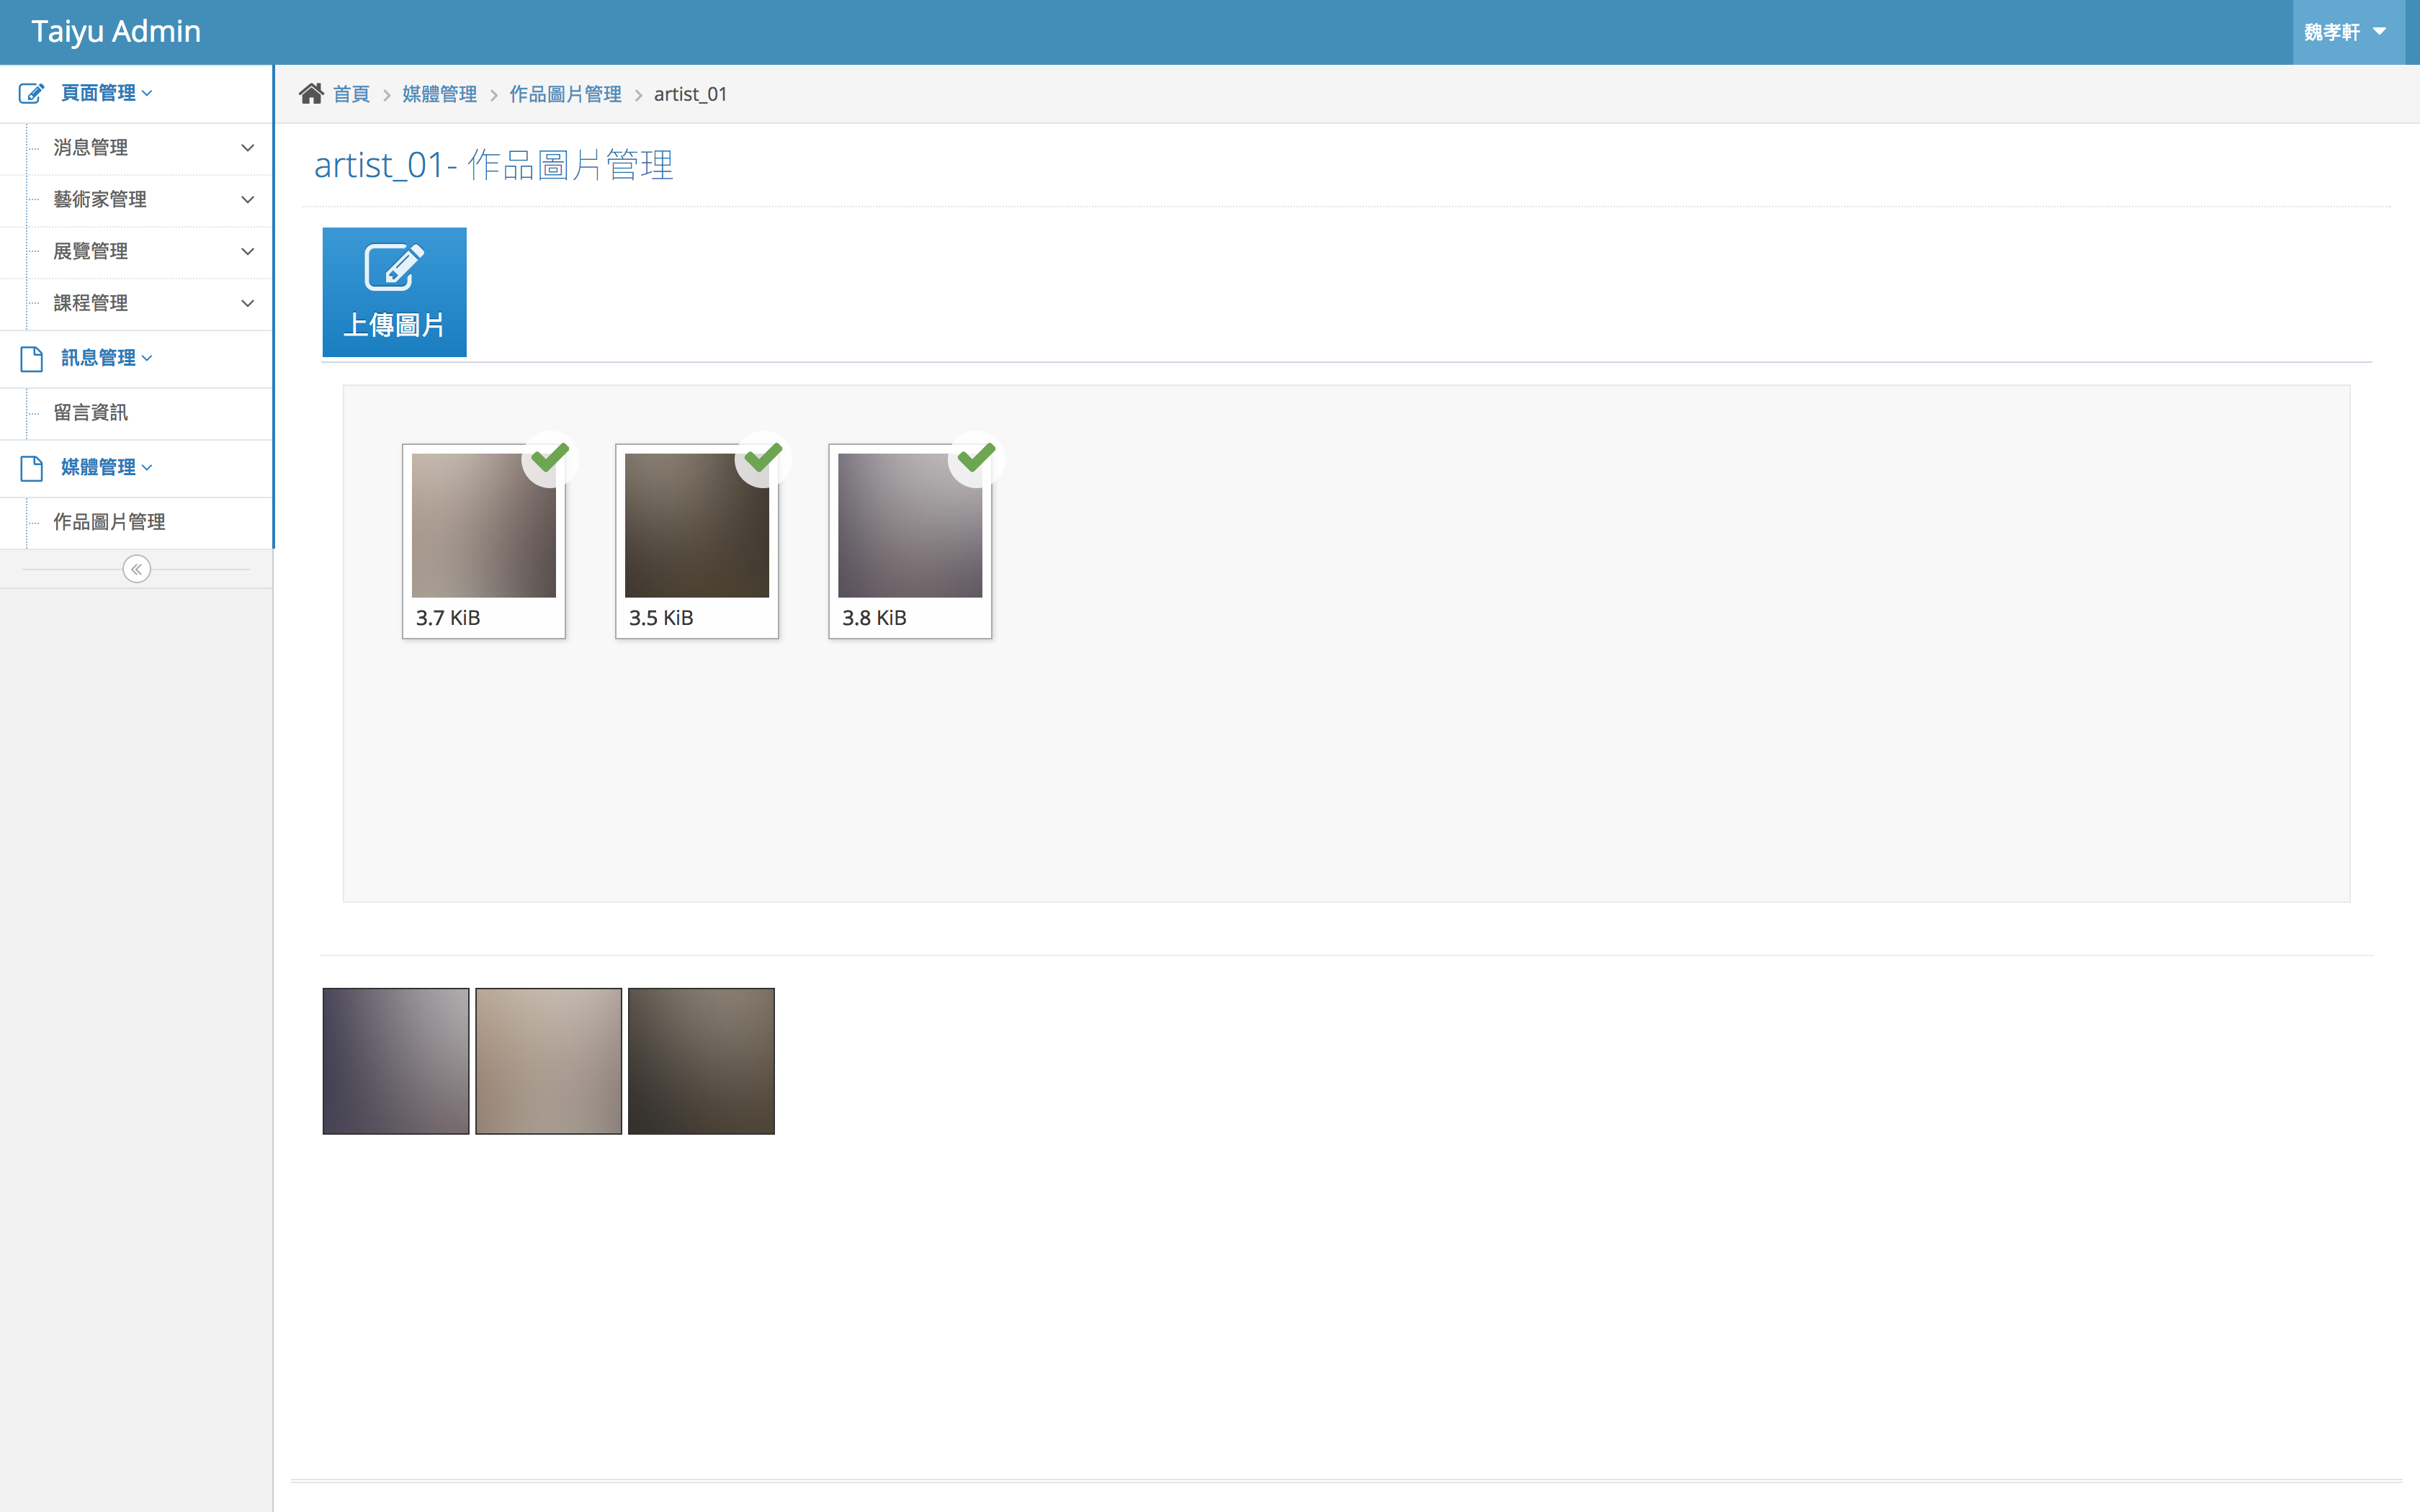 Taiyu Admin
魏孝軒
頁面管理
消息管理
藝術家管理
展覽管理
課程管理
訊息管理
留言資訊
媒體管理
作品圖片管理
首頁 媒體管理 作品圖片管理 artist_01
artist_01- 作品圖片管理
上傳圖片
3.7 KiB
3.5 KiB
3.8 KiB